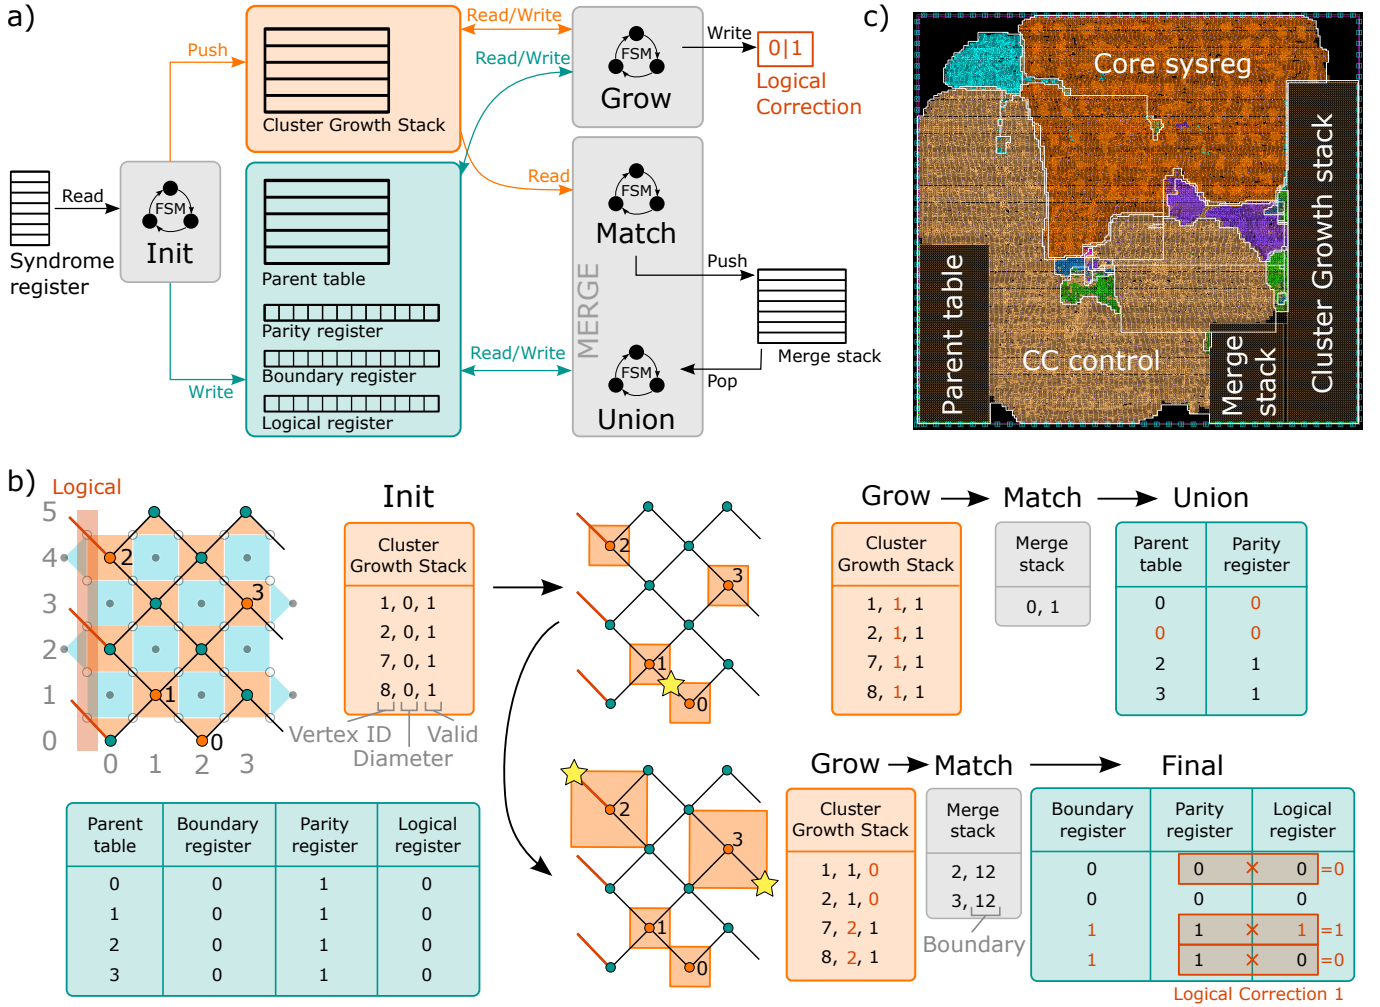 a)
Push
Cluster Growth Stack
Read/Write
Read/Write
FSM
Grow
Write
0|1
Logical
Correction
Read
FSM
Init
Syndrome
register
Write
Parent table
Parity register
Boundary register
Logical register
Read
FSM
Match
MERGE
Push
Merge stack
Pop
Read/Write
FSM
Union
c)
Core sysreg
Parent table
CC control
Merge
stack
Cluster Growth stack
b)
Logical
5
4
3
2
1
0
0 1 2 3
2
3
1
0
Init
Cluster
Growth Stack
1, 0, 1
2, 0, 1
7, 0, 1
8, 0, 1
Vertex ID
Diameter
Valid
2
3
1
0
Grow
Match
Union
Cluster
Growth Stack
1, 1, 1
2, 1, 1
7, 1, 1
8, 1, 1
Merge
stack
0, 1
Parent
table
Parity
register
0 0
0 0
2 1
3 1
Parent
table
Boundary
register
Parity
register
Logical
register
0 0 1 0
1 0 1 0
2 0 1 0
3 0 1 0
2
3
1
0
Grow
Match
Final
Cluster
Growth Stack
1, 1, 0
2, 1, 0
7, 2, 1
8, 2, 1
Merge
stack
2, 12
3, 12
Boundary
Boundary
register
Parity
register
Logical
register
0 0 × 0 =0
0 0 0
1 1 × 1 =1
1 1 × 0 =0
Logical Correction 1